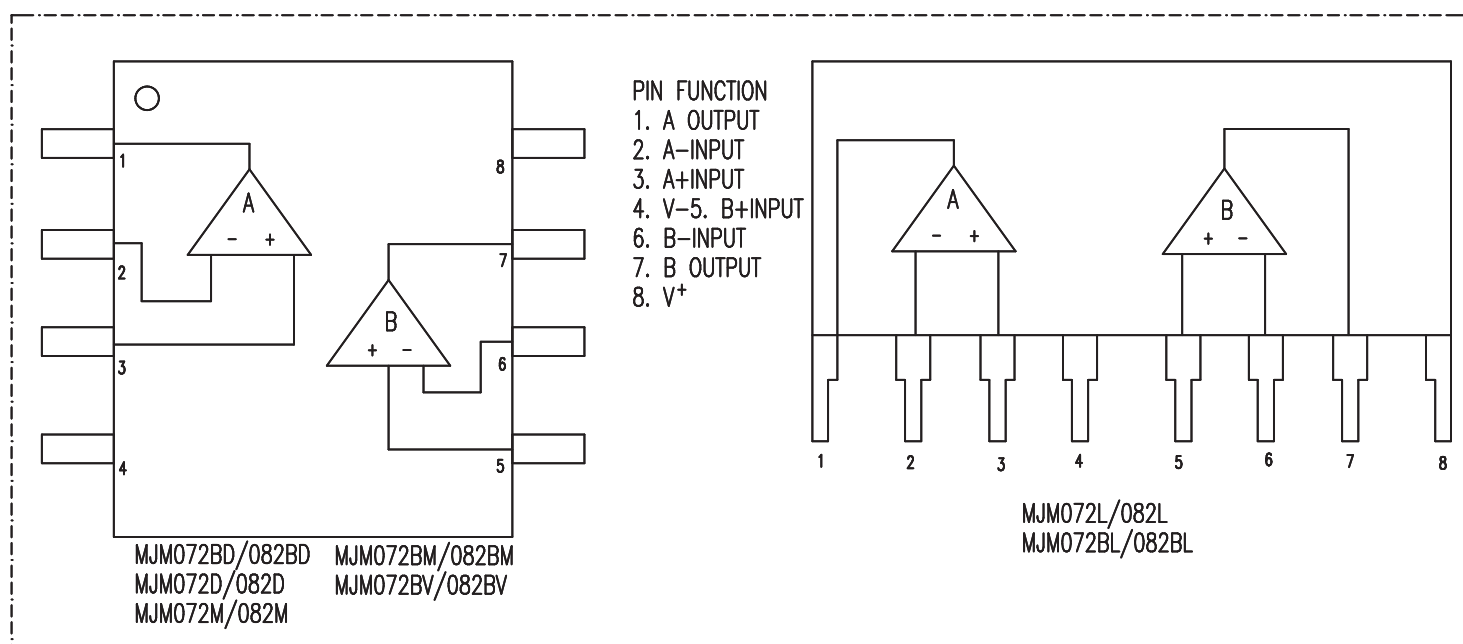 PIN FUNCTION
1. A OUTPUT
2. A−INPUT
3. A+INPUT
4. V−5. B+INPUT
6. B−INPUT
7. B OUTPUT
8. V⁺
1
A
− +
2
3
4
8
7
B
+ −
6
5
MJM072BD/082BD MJM072BM/082BM
MJM072D/082D MJM072BV/082BV
MJM072M/082M
A
− +
B
+ −
1 2 3 4 5 6 7 8
MJM072L/082L
MJM072BL/082BL